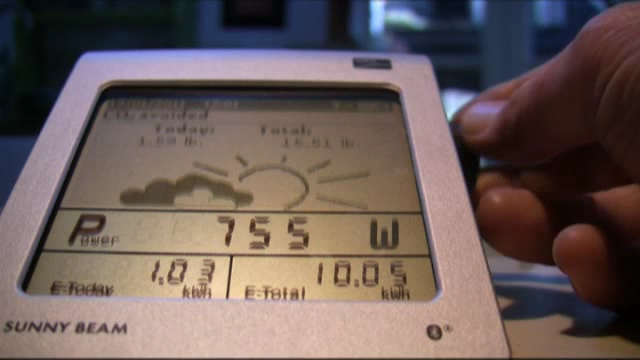 CO2 avoided
Today: Total:
1.59 lb. 15.51 lb.
Power 755 W
1.03 10.05
E-Today kWh E-Total kWh
SUNNY BEAM